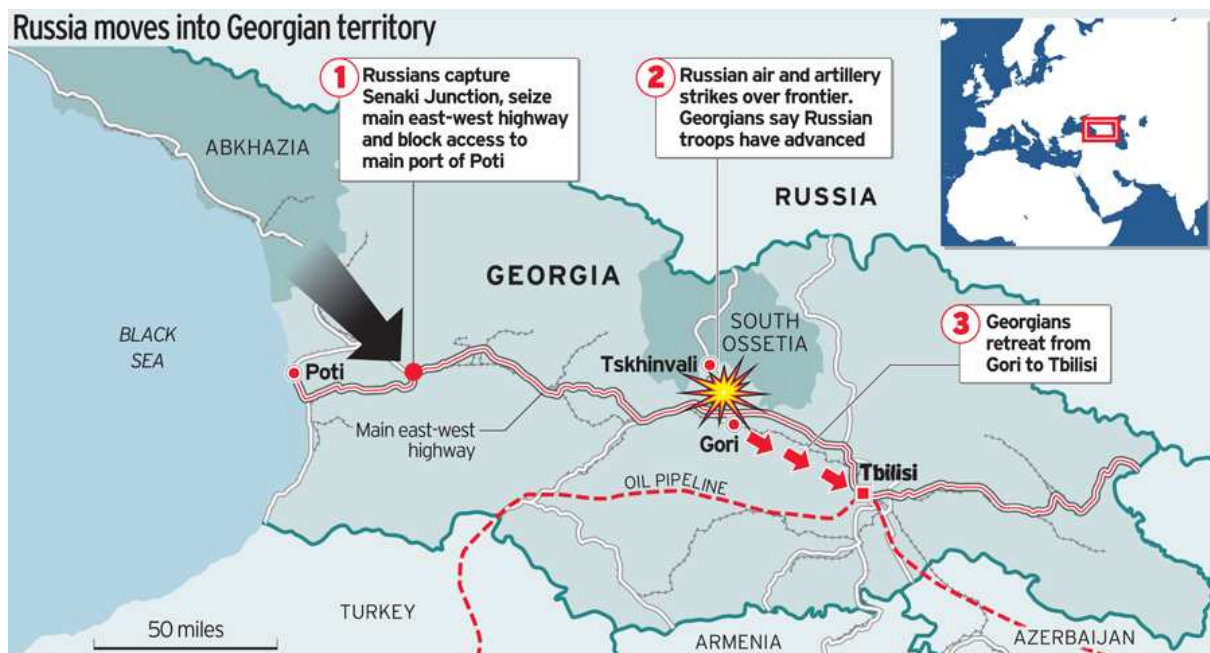 Russia moves into Georgian territory
1
Russians capture
Senaki Junction, seize
main east-west highway
and block access to
main port of Poti
2
Russian air and artillery
strikes over frontier.
Georgians say Russian
troops have advanced
ABKHAZIA
RUSSIA
GEORGIA
BLACK
SEA
SOUTH
OSSETIA
3
Georgians
retreat from
Gori to Tbilisi
Tskhinvali
Poti
Main east-west
highway
Gori
Tbilisi
OIL PIPELINE
TURKEY
50 miles
ARMENIA
AZERBAIJAN